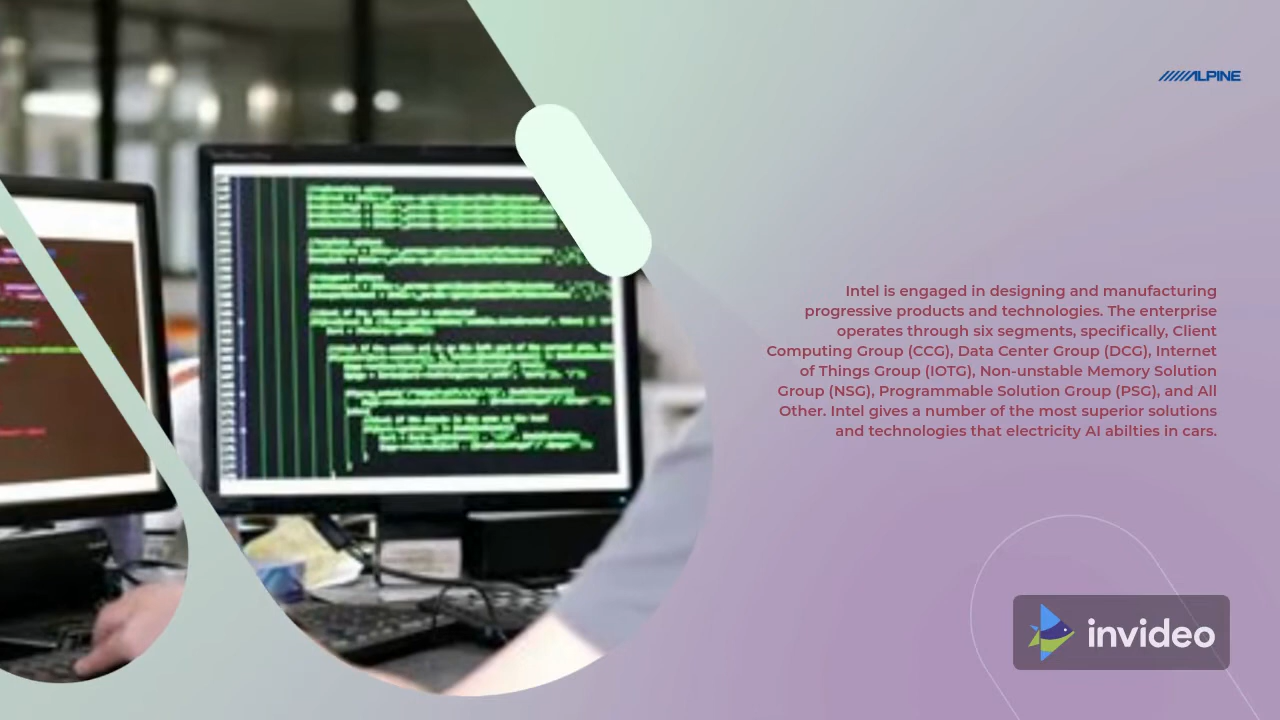 ALPINE
Intel is engaged in designing and manufacturing
progressive products and technologies. The enterprise
operates through six segments, specifically, Client
Computing Group (CCG), Data Center Group (DCG), Internet
of Things Group (IOTG), Non-unstable Memory Solution
Group (NSG), Programmable Solution Group (PSG), and All
Other. Intel gives a number of the most superior solutions
and technologies that electricity AI abilties in cars.
invideo